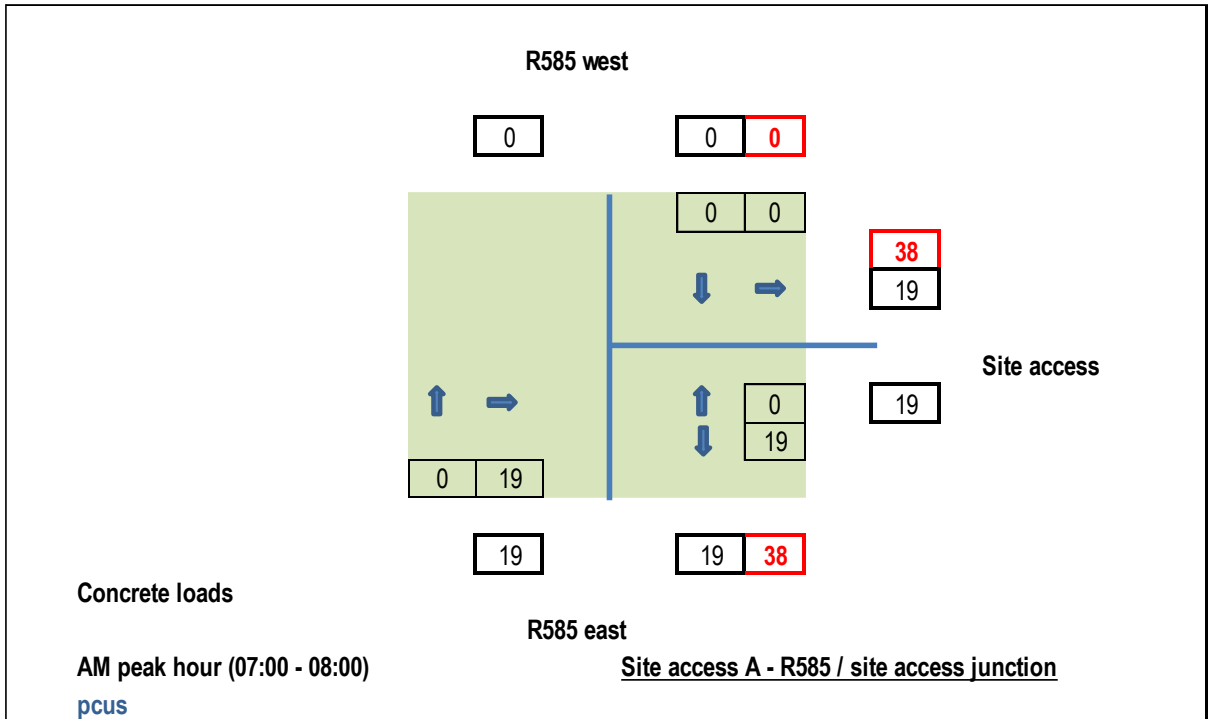 R585 west
0 0 0
0 0
38
19
Site access
0 19
19
0 19
19 19 38
Concrete loads
R585 east
AM peak hour (07:00 - 08:00) Site access A - R585 / site access junction
pcus